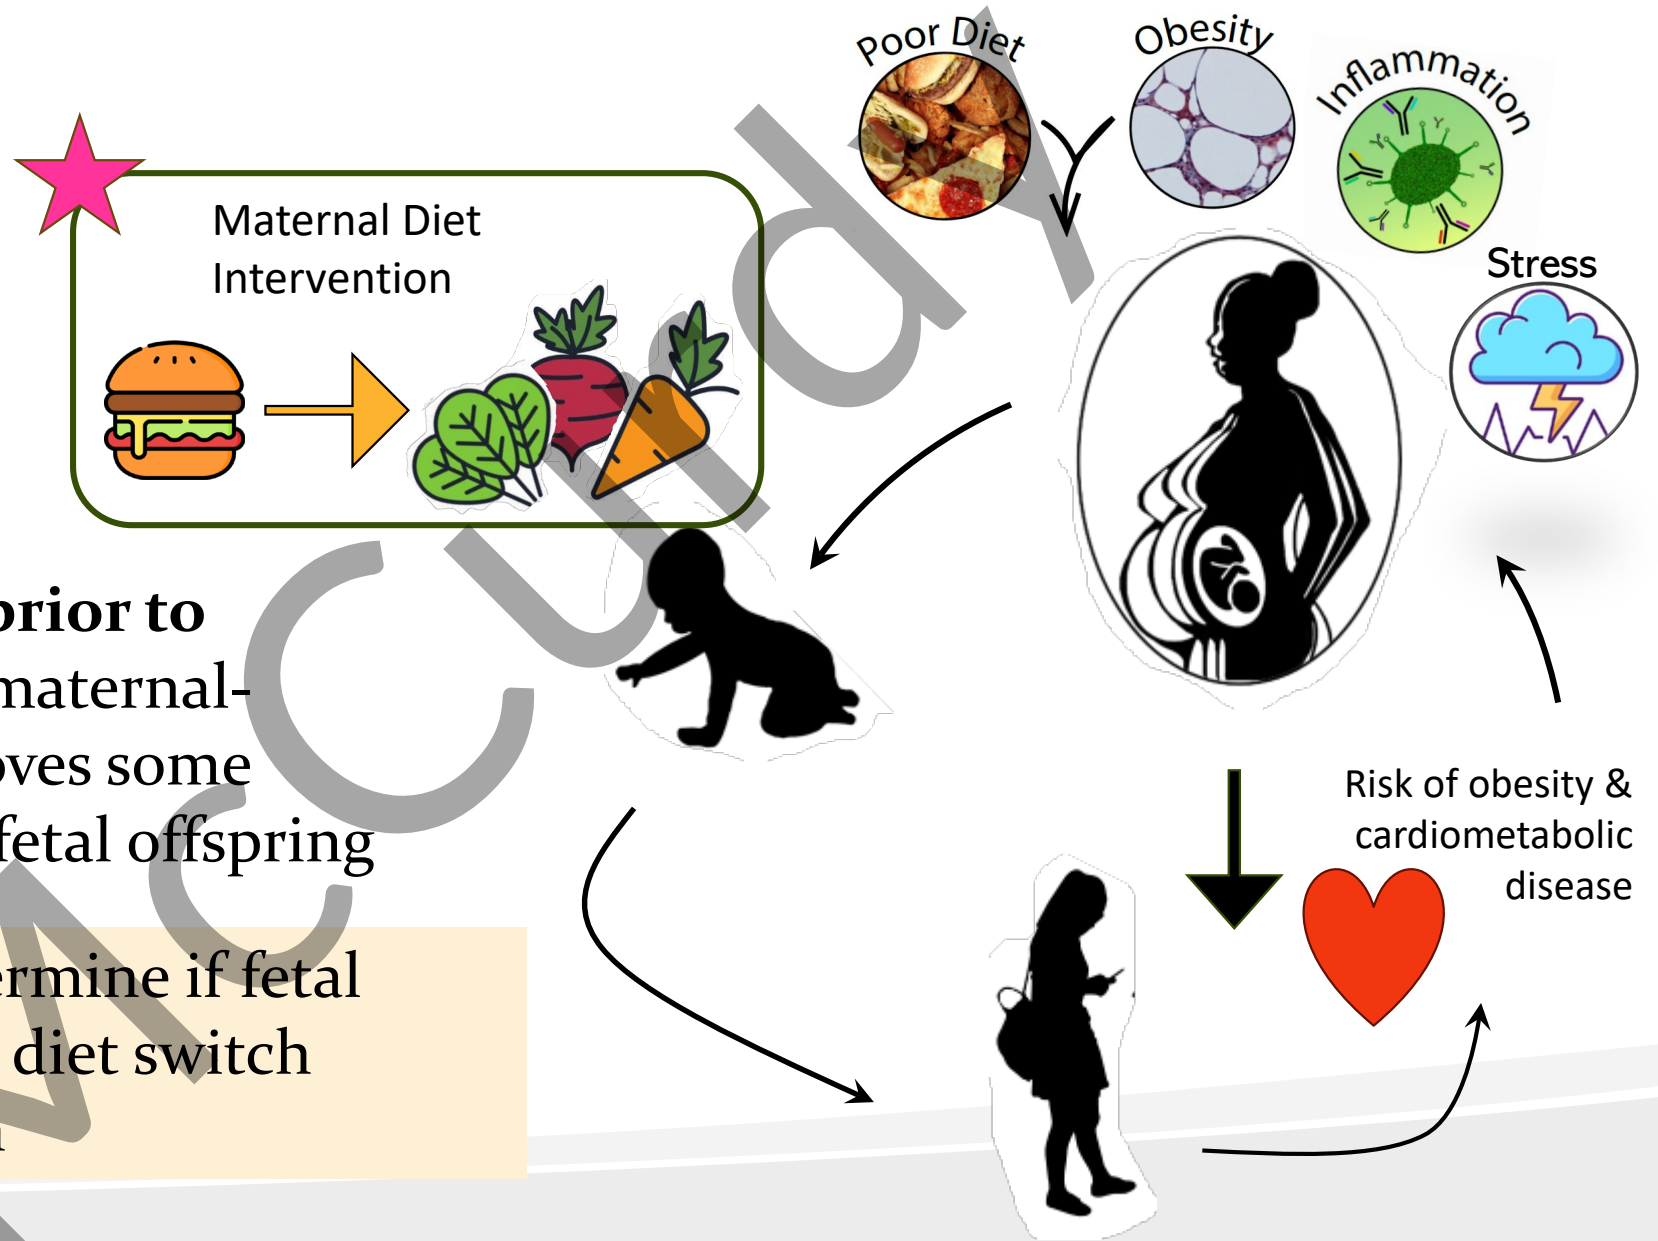 Poor Diet
Obesity
Inflammation
Stress
Maternal Diet
Intervention
prior to
maternal-
oves some
fetal offspring
ermine if fetal
diet switch
Risk of obesity &
cardiometabolic
disease
McCurdy